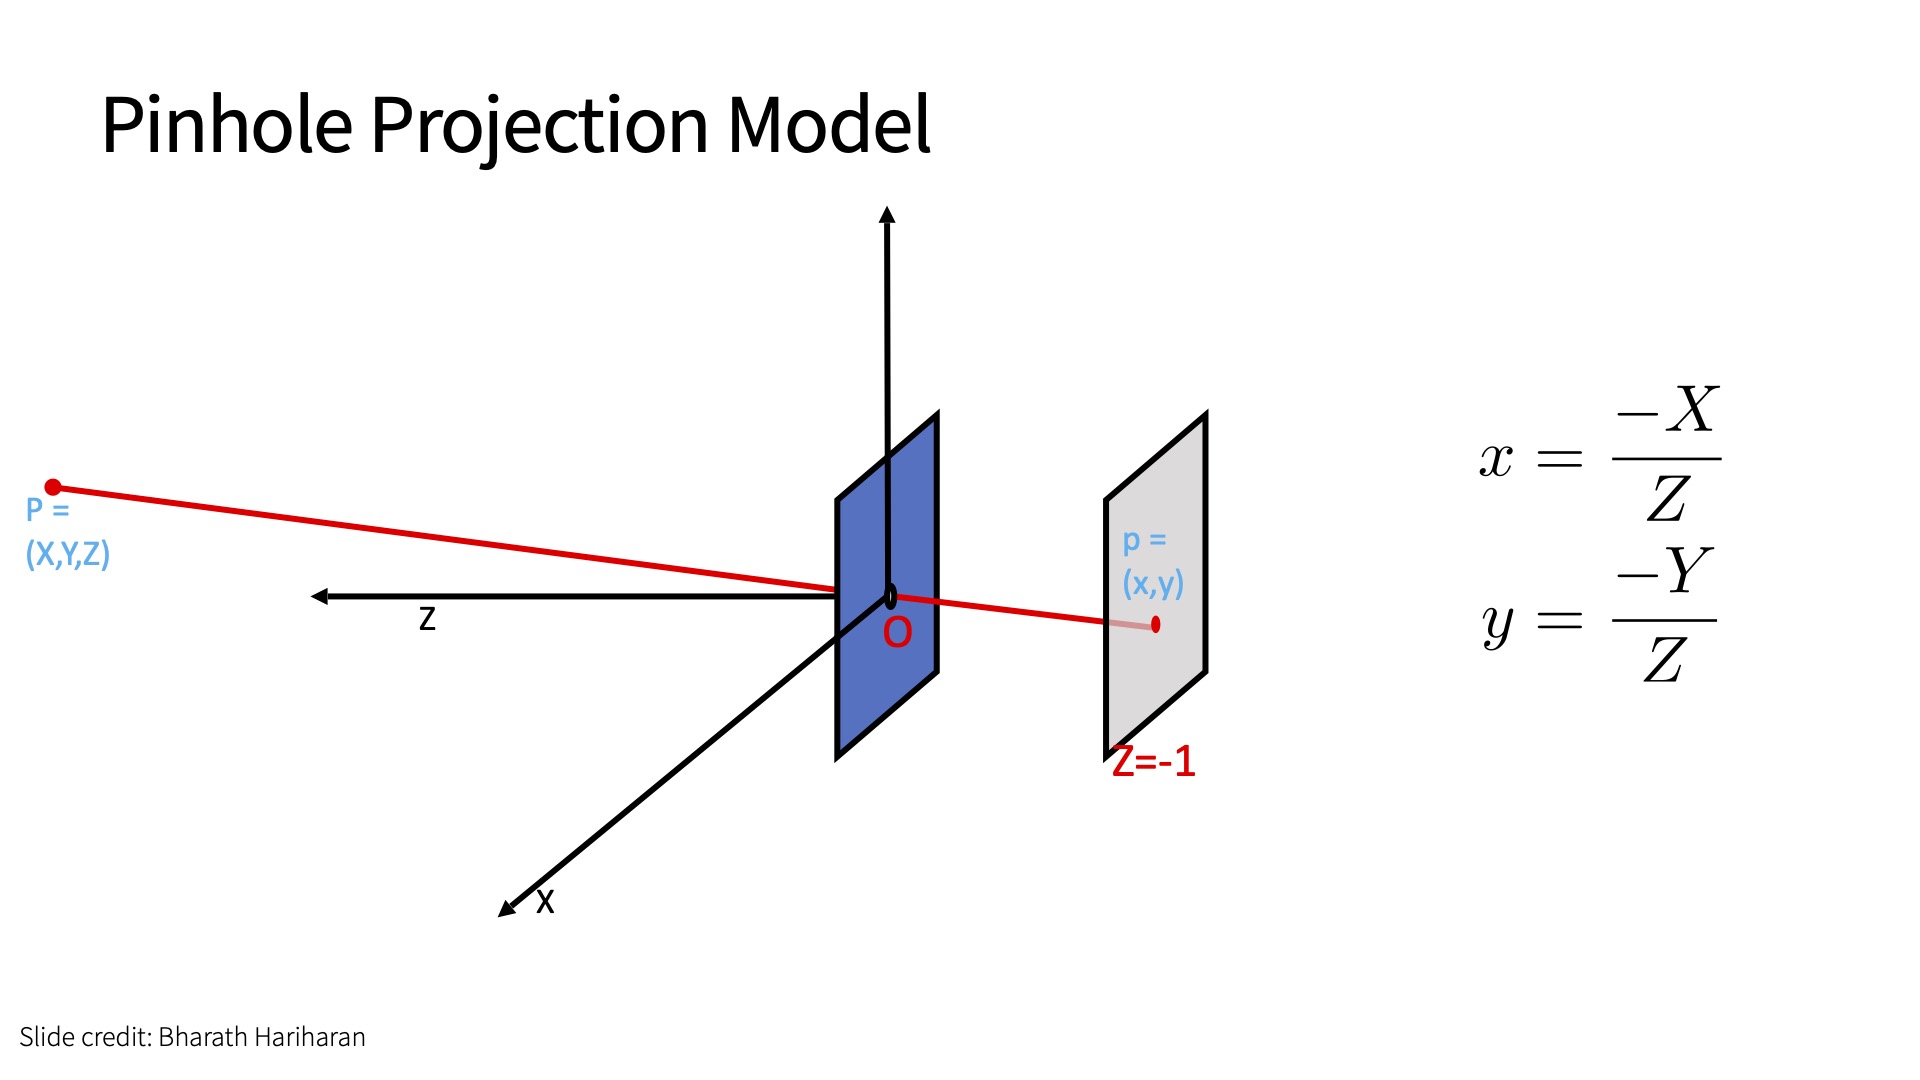 Pinhole Projection Model
P =
(X,Y,Z)
Z
O
X
p =
(x,y)
Z=-1
x = \frac{-X}{Z}
y = \frac{-Y}{Z}
Slide credit: Bharath Hariharan